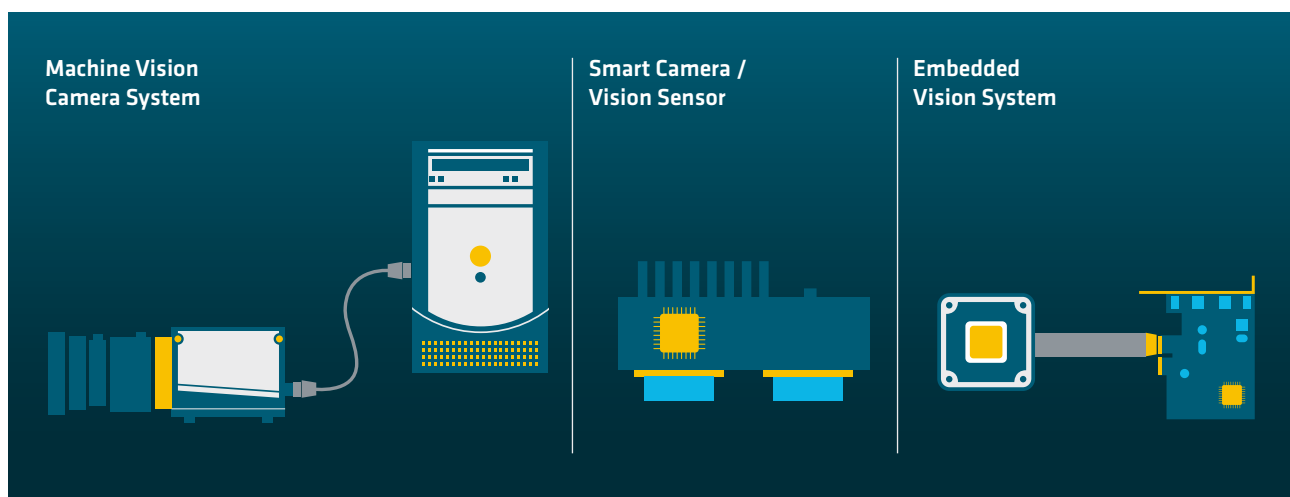 Machine Vision
Camera System
Smart Camera /
Vision Sensor
Embedded
Vision System